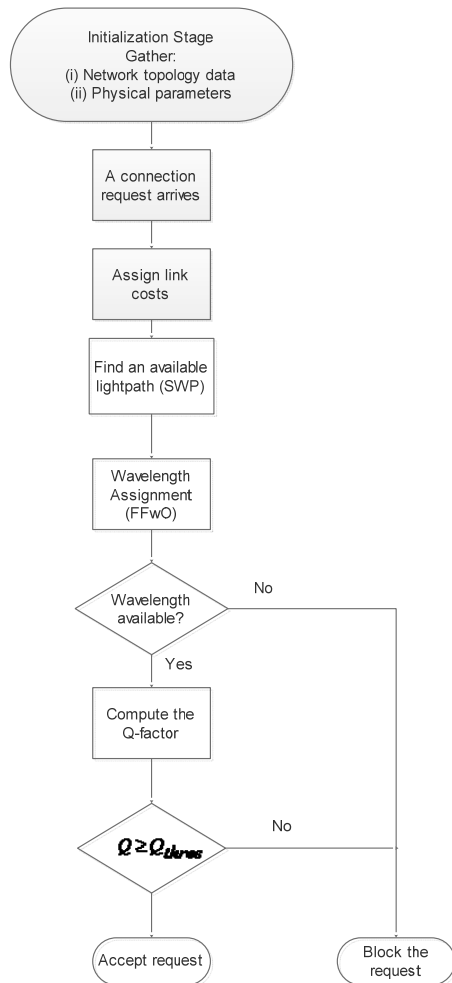 Initialization Stage
Gather:
(i) Network topology data
(ii) Physical parameters
A connection
request arrives
Assign link
costs
Find an available
lightpath (SWP)
Wavelength
Assignment
(FFwO)
Wavelength
available?
No
Yes
Compute the
Q-factor
Q ≥ Q_thres
No
Accept request
Block the
request